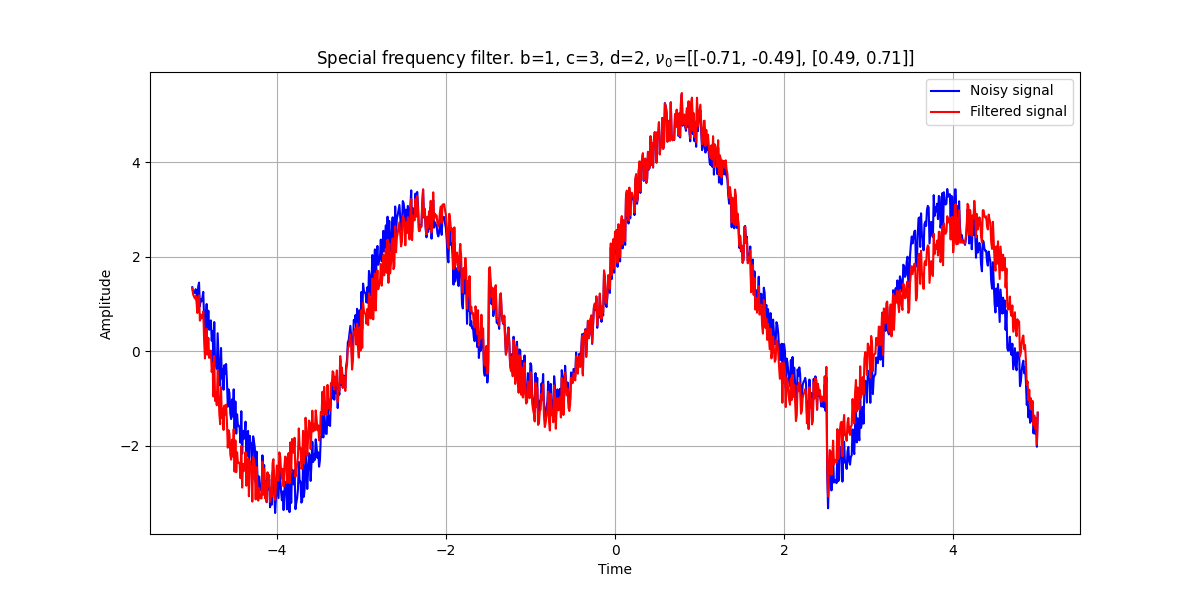 Special frequency filter. b=1, c=3, d=2, ν₀=[[-0.71, -0.49], [0.49, 0.71]]
Noisy signal
Filtered signal
Amplitude
4
2
0
−2
−4
−2
0
2
4
Time